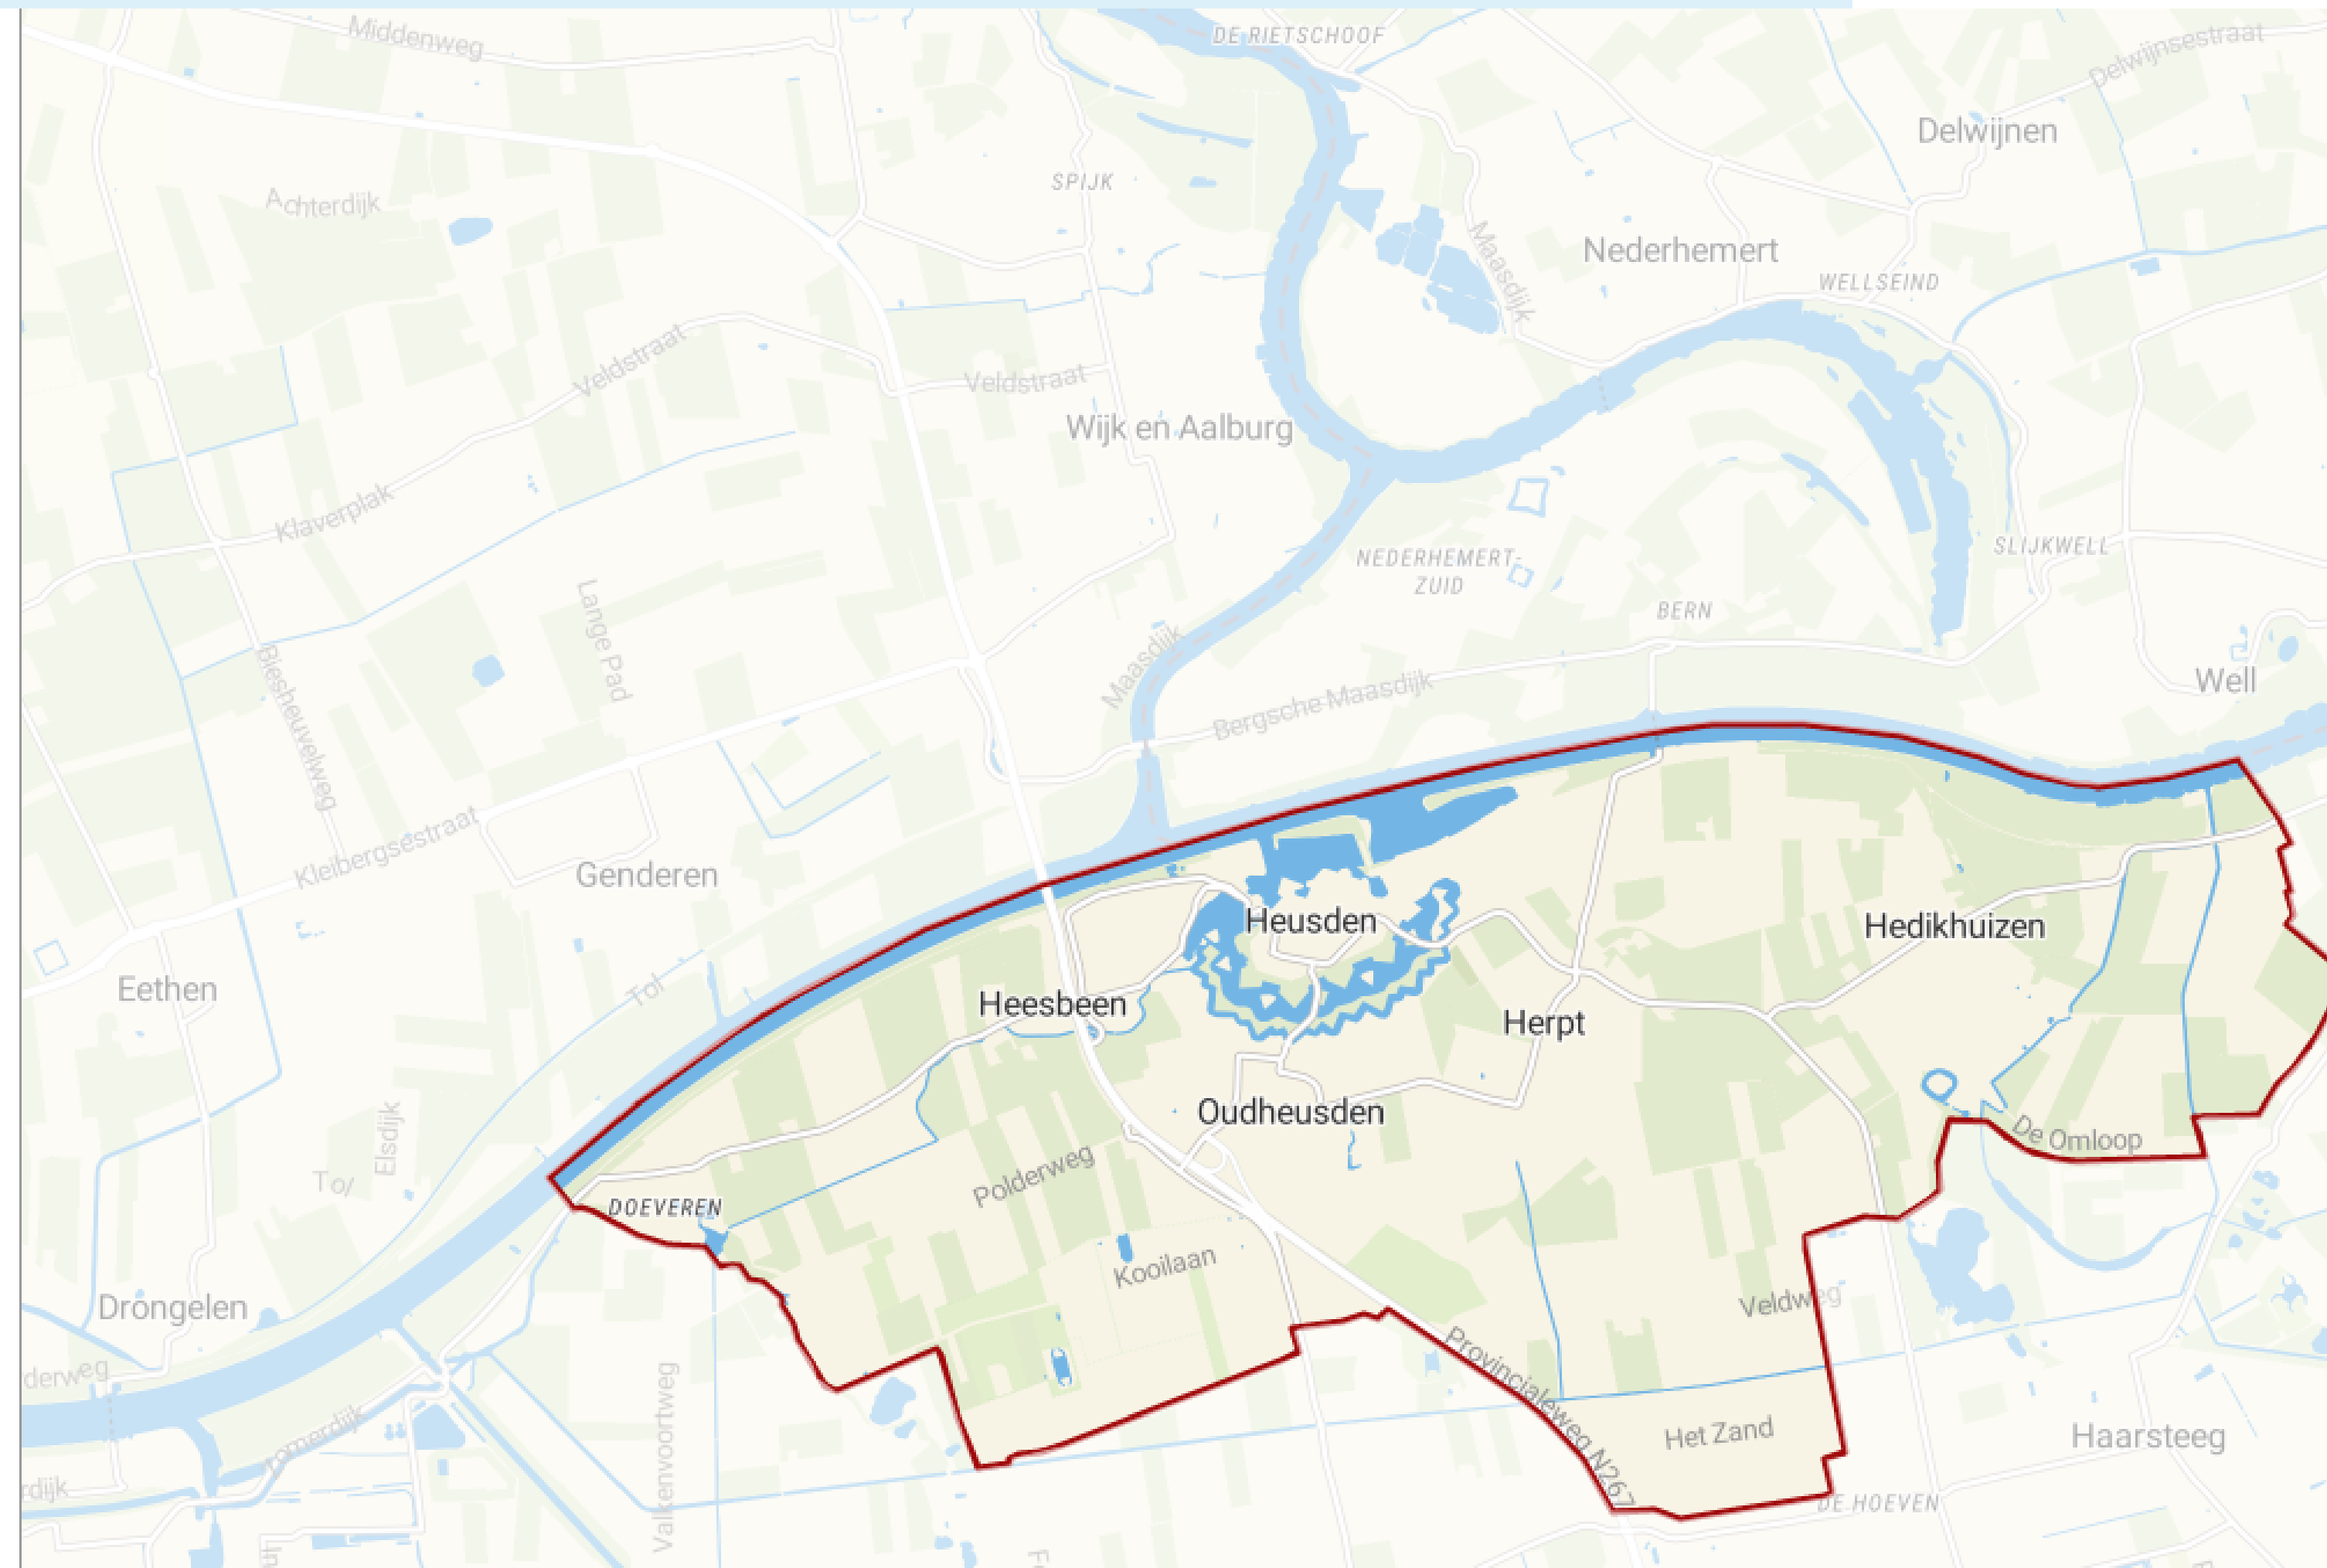 Middenweg
DE RIETSCHOOF
Delwijnsestraat
Delwijnen
SPIJK
Achterdijk
Maasdijk
Nederhemert
WELLSEIND
Veldstraat
Veldstraat
Wijk en Aalburg
Klaverplak
NEDERHEMERT-
ZUID
SLIJKWELL
Lange Pad
BERN
Maasdijk
Biesheuvelweg
Bergsche Maasdijk
Well
Kleibergsestraat
Genderen
Heusden
Hedikhuizen
Eethen
Tol
Heesbeen
Herpt
Elsdijk
Oudheusden
De Omloop
Tol
DOEVEREN
Polderweg
Kooilaan
Veldweg
Drongelen
derweg
Provincialeweg N267
Valkenvoortweg
Het Zand
Haarsteeg
rdijk
DE HOEVEN